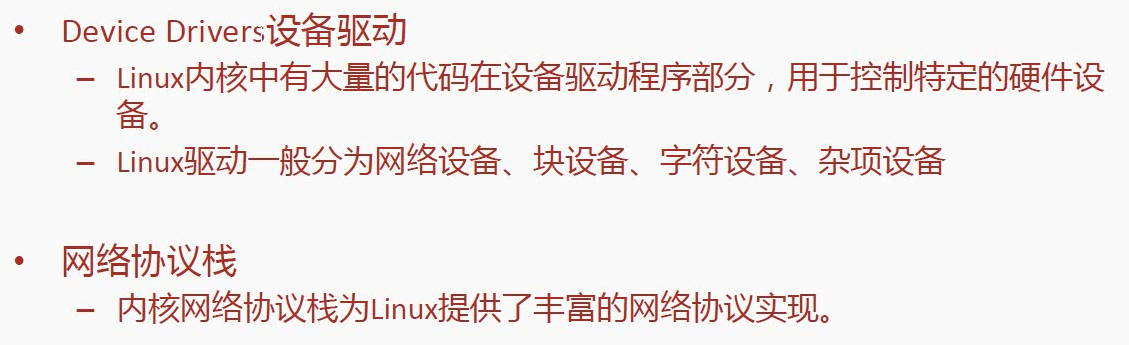 • Device Drivers设备驱动
– Linux内核中有大量的代码在设备驱动程序部分，用于控制特定的硬件设
备。
– Linux驱动一般分为网络设备、块设备、字符设备、杂项设备
• 网络协议栈
– 内核网络协议栈为Linux提供了丰富的网络协议实现。